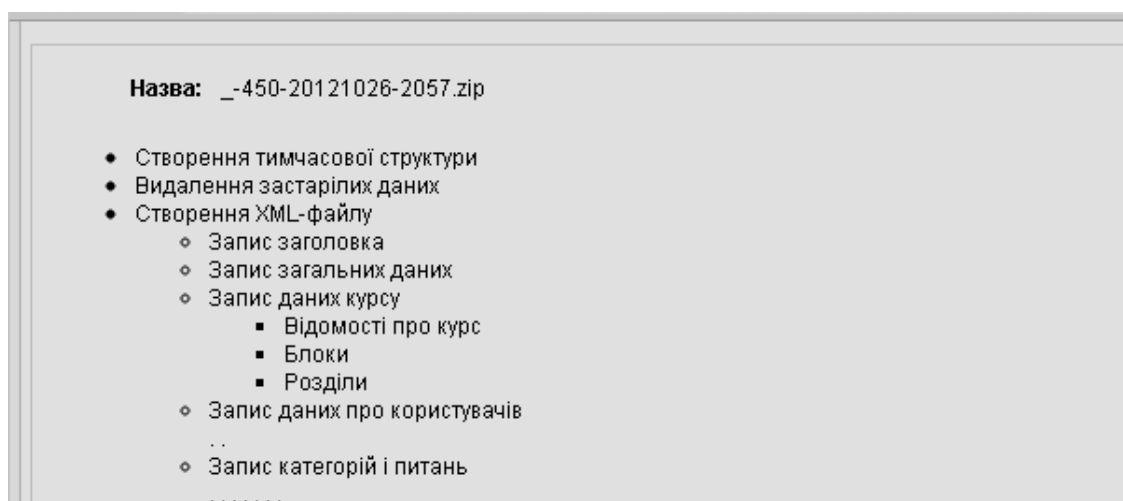 Назва: _-450-20121026-2057.zip
Створення тимчасової структури
Видалення застарілих даних
Створення XML-файлу
Запис заголовка
Запис загальних даних
Запис даних курсу
Відомості про курс
Блоки
Розділи
Запис даних про користувачів
. .
Запис категорій і питань
. . . . . . .